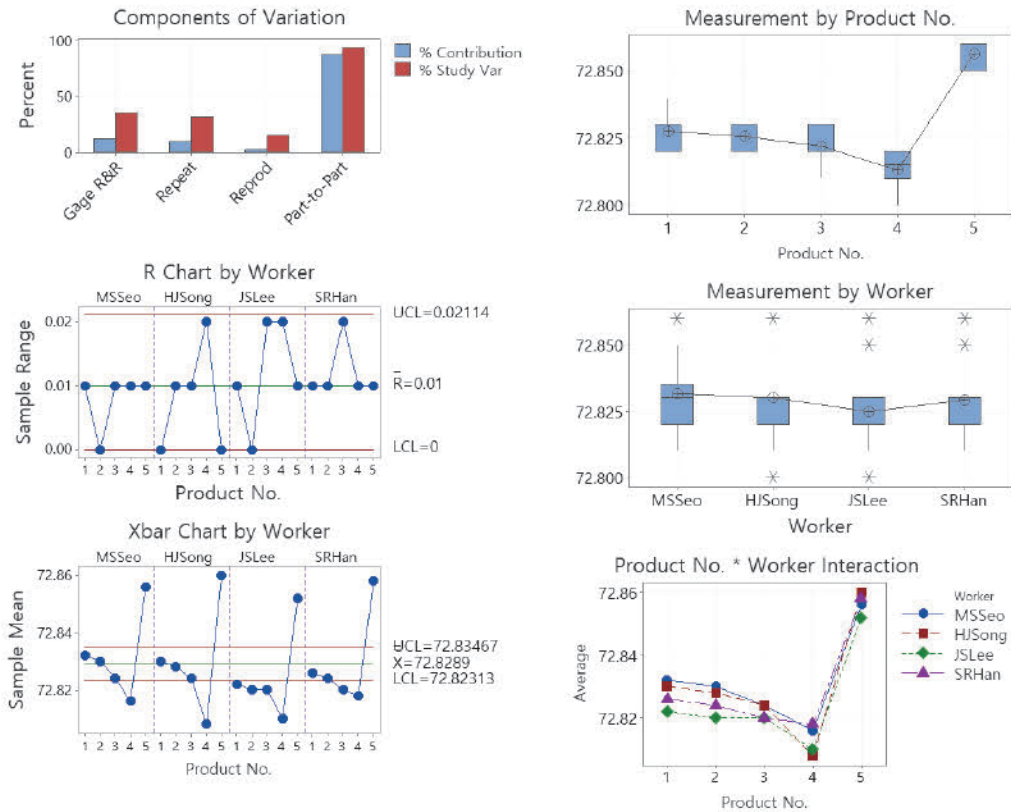 Components of Variation
100
50
0
Percent
% Contribution
% Study Var
Gage R&R
Repeat
Reprod
Part-to-Part
Measurement by Product No.
72.850
72.825
72.800
1 2 3 4 5
Product No.
R Chart by Worker
MSSeo HJSong JSLee SRHan
0.02
0.01
0.00
Sample Range
UCL=0.02114
R̄=0.01
LCL=0
1 2 3 4 5 1 2 3 4 5 1 2 3 4 5 1 2 3 4 5
Product No.
Measurement by Worker
72.850
72.825
72.800
MSSeo HJSong JSLee SRHan
Worker
Xbar Chart by Worker
MSSeo HJSong JSLee SRHan
72.86
72.84
72.82
Sample Mean
UCL=72.83467
X̿=72.8289
LCL=72.82313
1 2 3 4 5 1 2 3 4 5 1 2 3 4 5 1 2 3 4 5
Product No.
Product No. * Worker Interaction
72.86
72.84
72.82
Average
Worker
MSSeo
HJSong
JSLee
SRHan
1 2 3 4 5
Product No.